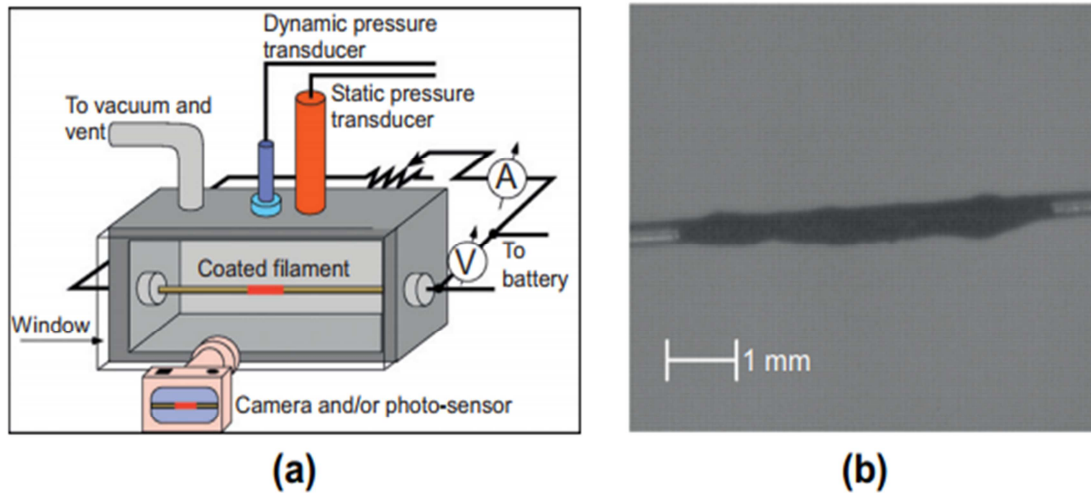 Dynamic pressure
transducer
To vacuum and
vent
Static pressure
transducer
A
V
To
battery
Coated filament
Window
Camera and/or photo-sensor
(a)
1 mm
(b)